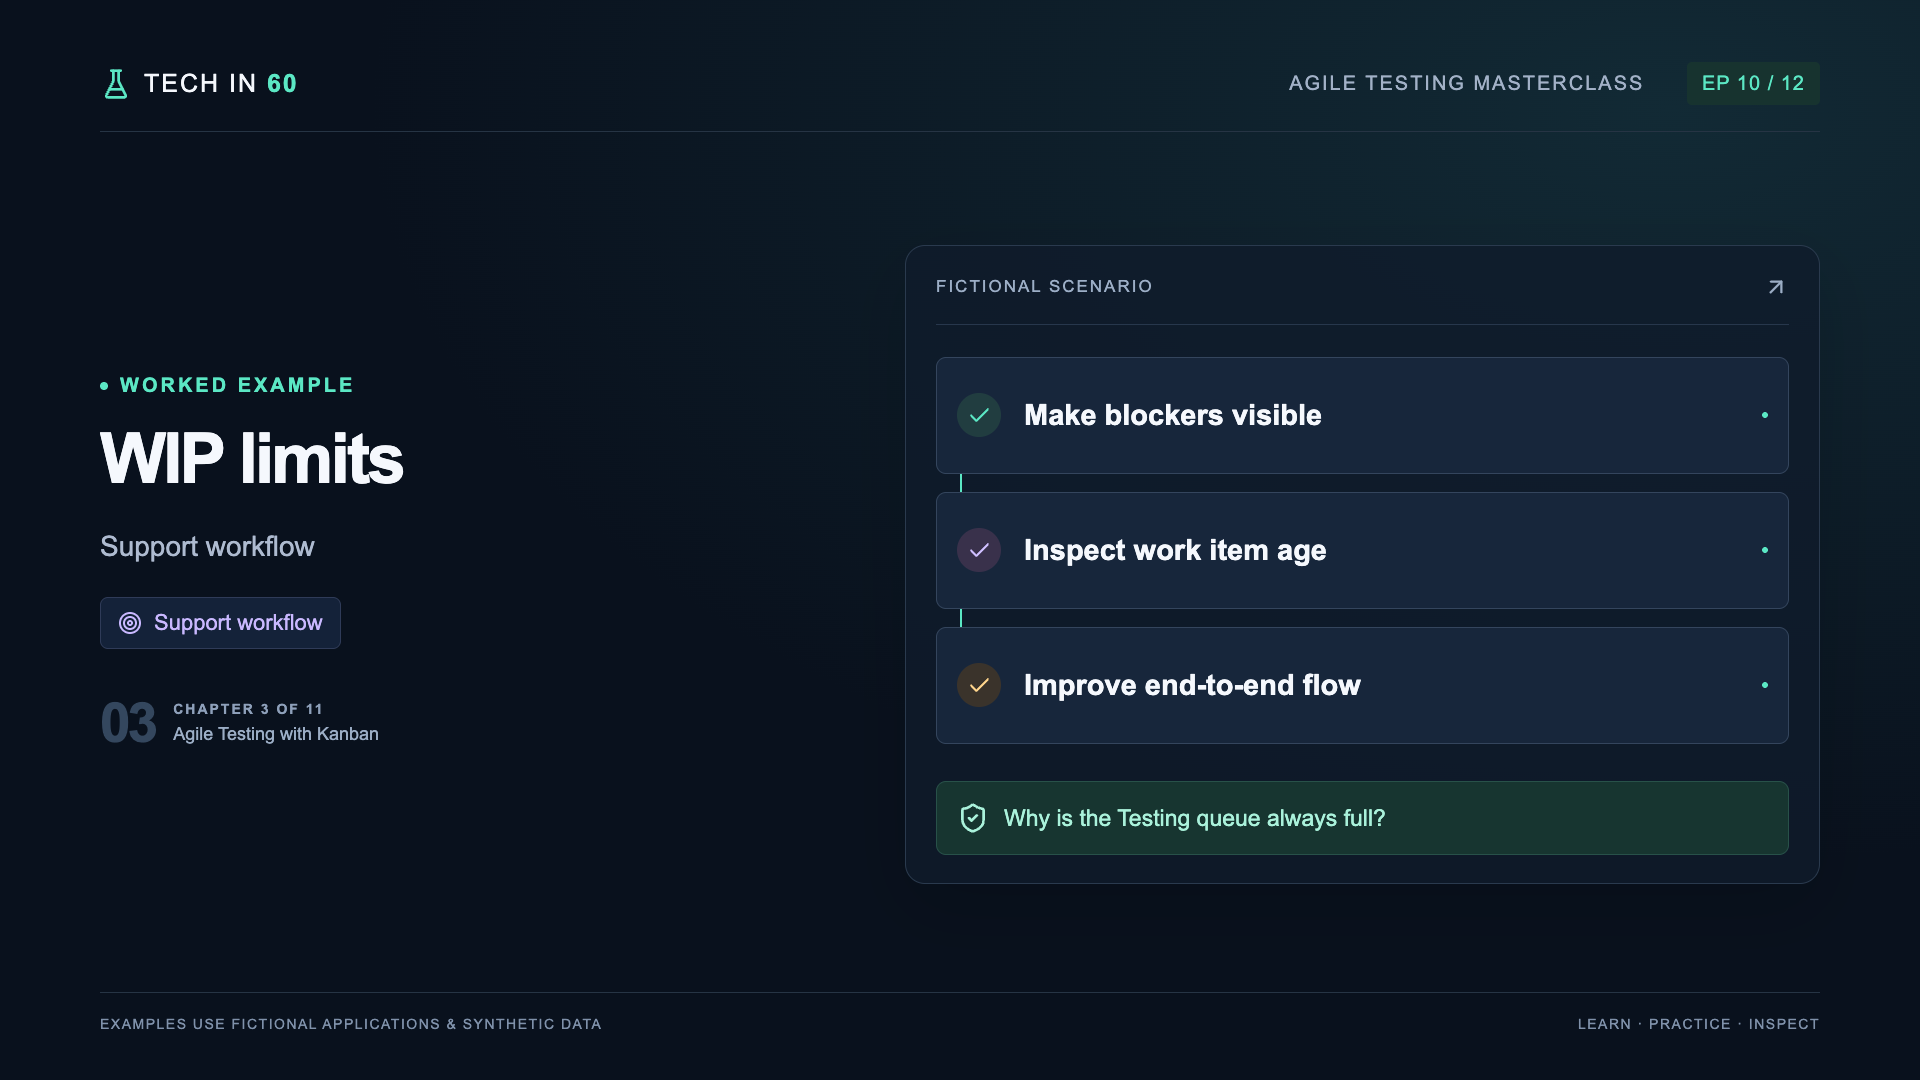 TECH IN 60
AGILE TESTING MASTERCLASS
EP 10 / 12
WORKED EXAMPLE
WIP limits
Support workflow
Support workflow
03
CHAPTER 3 OF 11
Agile Testing with Kanban
FICTIONAL SCENARIO
Make blockers visible
Inspect work item age
Improve end-to-end flow
Why is the Testing queue always full?
EXAMPLES USE FICTIONAL APPLICATIONS & SYNTHETIC DATA
LEARN · PRACTICE · INSPECT